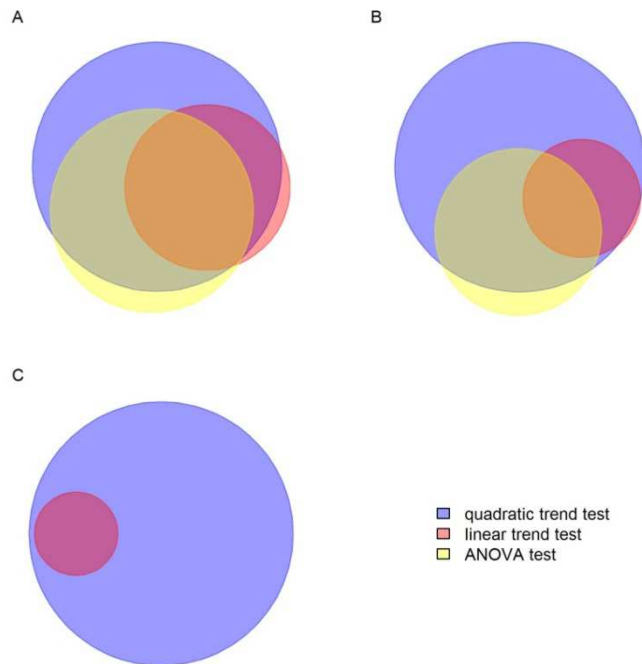 A
B
C
quadratic trend test
linear trend test
ANOVA test